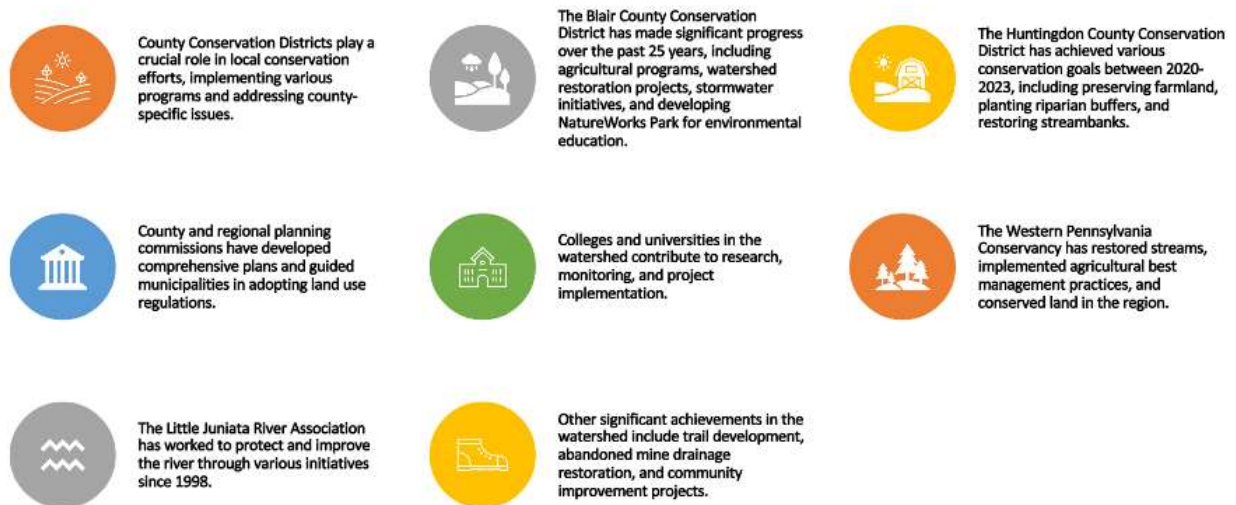 County Conservation Districts play a
crucial role in local conservation
efforts, implementing various
programs and addressing county-
specific issues.
The Blair County Conservation
District has made significant progress
over the past 25 years, including
agricultural programs, watershed
restoration projects, stormwater
initiatives, and developing
NatureWorks Park for environmental
education.
The Huntingdon County Conservation
District has achieved various
conservation goals between 2020-
2023, including preserving farmland,
planting riparian buffers, and
restoring streambanks.
County and regional planning
commissions have developed
comprehensive plans and guided
municipalities in adopting land use
regulations.
Colleges and universities in the
watershed contribute to research,
monitoring, and project
implementation.
The Western Pennsylvania
Conservancy has restored streams,
implemented agricultural best
management practices, and
conserved land in the region.
The Little Juniata River Association
has worked to protect and improve
the river through various initiatives
since 1998.
Other significant achievements in the
watershed include trail development,
abandoned mine drainage
restoration, and community
improvement projects.